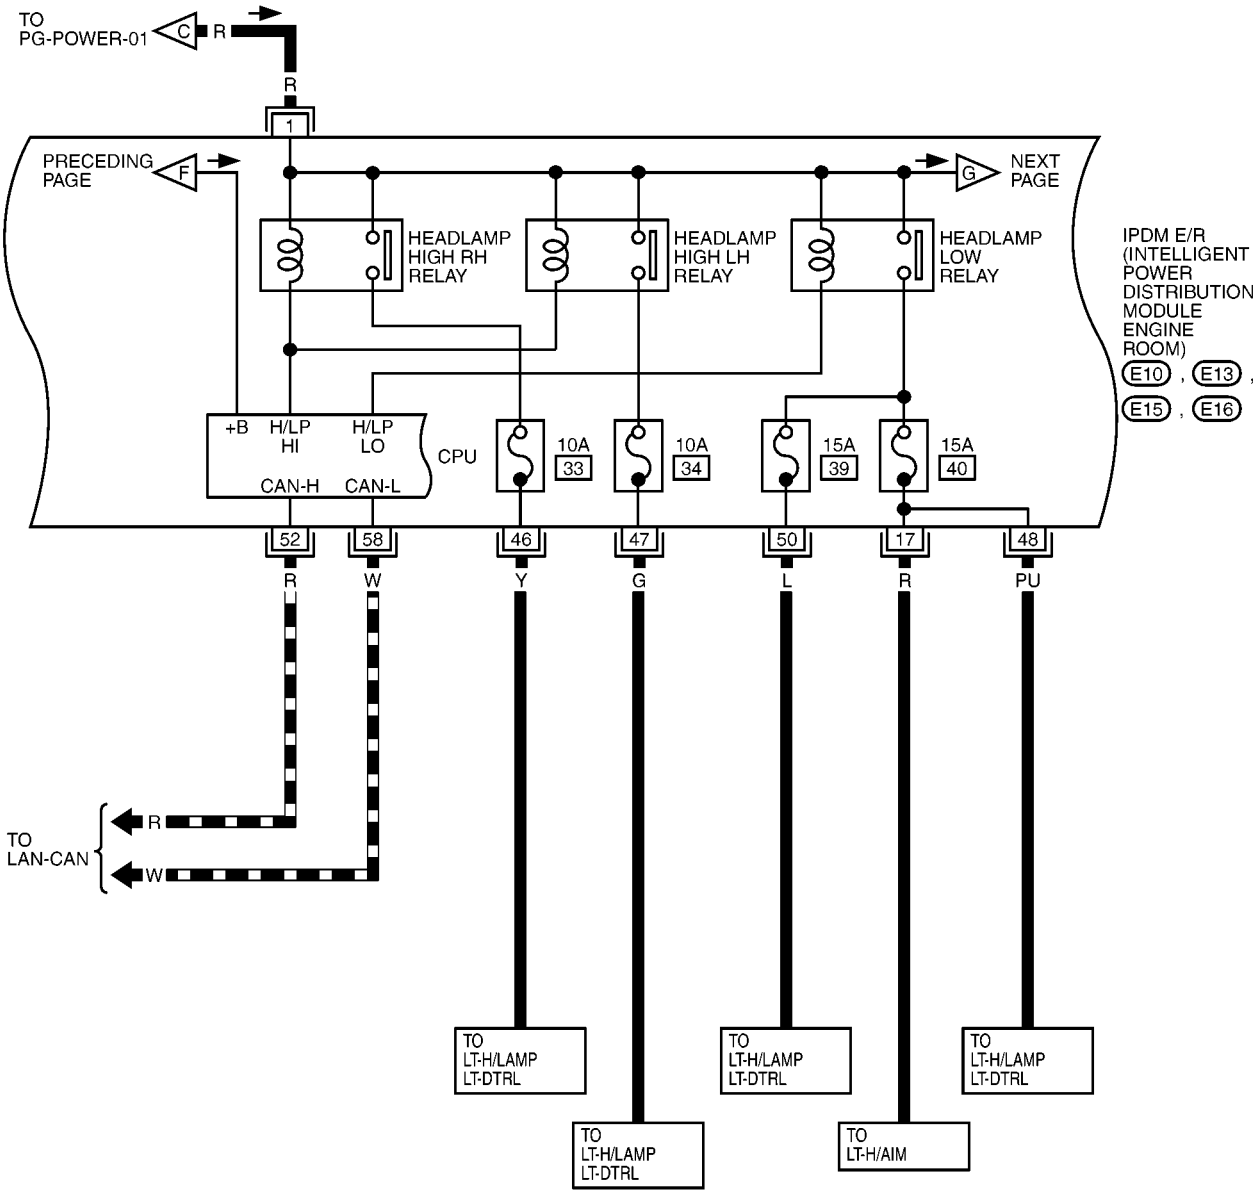 TO
PG-POWER-01
C
R
R
1
PRECEDING
PAGE
F
G
NEXT
PAGE
HEADLAMP
HIGH RH
RELAY
HEADLAMP
HIGH LH
RELAY
HEADLAMP
LOW
RELAY
IPDM E/R
(INTELLIGENT
POWER
DISTRIBUTION
MODULE
ENGINE
ROOM)
E10 , E13 ,
E15 , E16
+B
H/LP
HI
H/LP
LO
CPU
CAN-H
CAN-L
10A
33
10A
34
15A
39
15A
40
52
58
46
47
50
17
48
R
W
Y
G
L
R
PU
TO
LAN-CAN
R
W
TO
LT-H/LAMP
LT-DTRL
TO
LT-H/LAMP
LT-DTRL
TO
LT-H/LAMP
LT-DTRL
TO
LT-H/AIM
TO
LT-H/LAMP
LT-DTRL